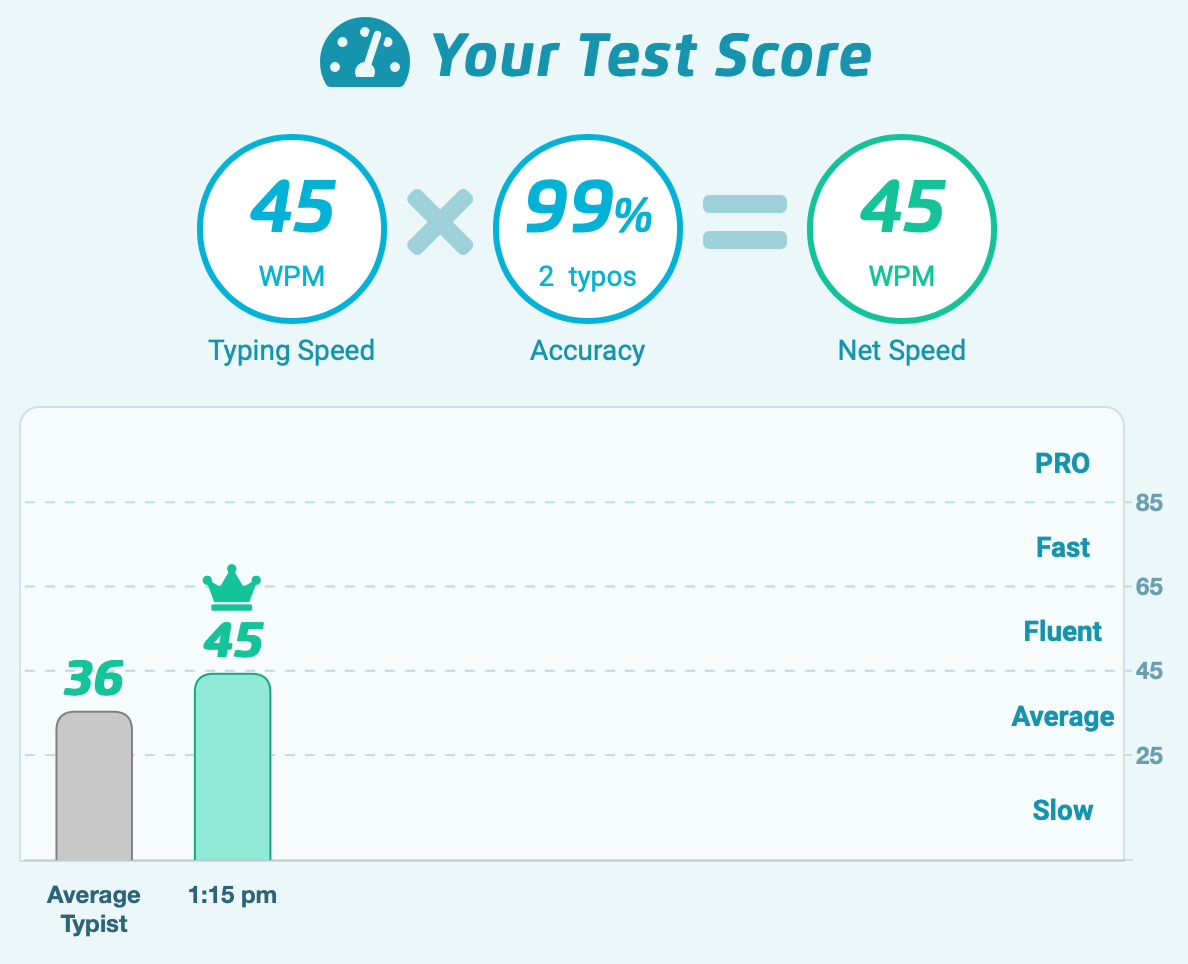 Your Test Score
45 99% 45
WPM 2 typos WPM
Typing Speed Accuracy Net Speed
PRO
85
Fast
65
45
Fluent
36
45
Average
25
Slow
Average 1:15 pm
Typist